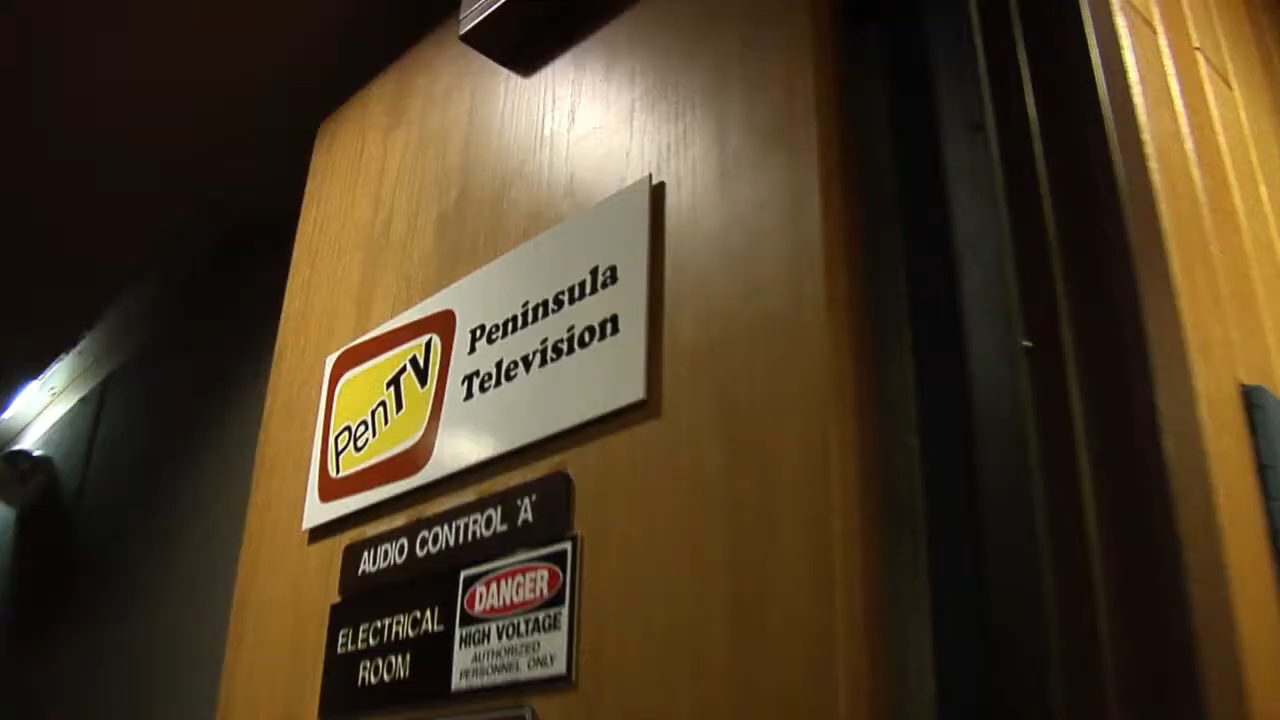 PenTV
Peninsula
Television
AUDIO CONTROL 'A'
ELECTRICAL
ROOM
DANGER
HIGH VOLTAGE
AUTHORIZED
PERSONNEL ONLY